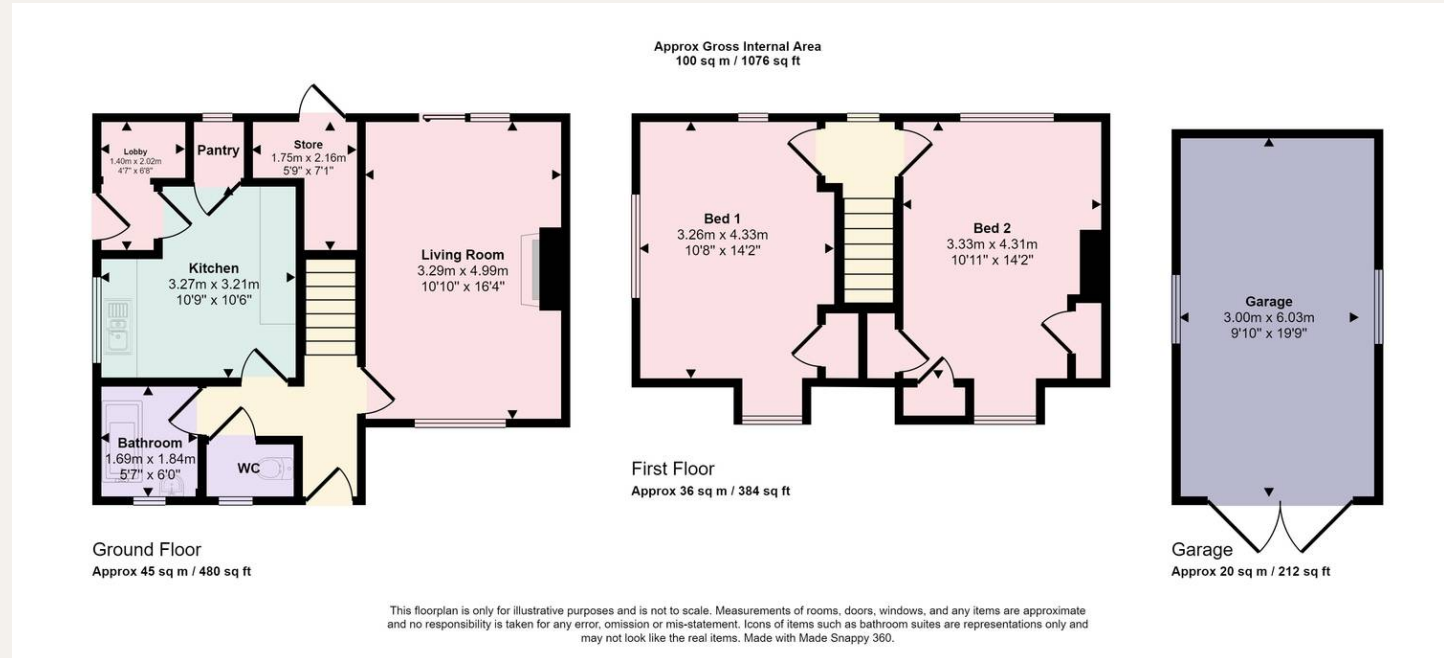 Approx Gross Internal Area
100 sq m / 1076 sq ft
Lobby
1.40m x 2.02m
4'7" x 6'8"
Pantry
Store
1.75m x 2.16m
5'9" x 7'1"
Kitchen
3.27m x 3.21m
10'9" x 10'6"
Living Room
3.29m x 4.99m
10'10" x 16'4"
Bathroom
1.69m x 1.84m
5'7" x 6'0"
WC
Ground Floor
Approx 45 sq m / 480 sq ft
Bed 1
3.26m x 4.33m
10'8" x 14'2"
Bed 2
3.33m x 4.31m
10'11" x 14'2"
First Floor
Approx 36 sq m / 384 sq ft
Garage
3.00m x 6.03m
9'10" x 19'9"
Garage
Approx 20 sq m / 212 sq ft
This floorplan is only for illustrative purposes and is not to scale. Measurements of rooms, doors, windows, and any items are approximate
and no responsibility is taken for any error, omission or mis-statement. Icons of items such as bathroom suites are representations only and
may not look like the real items. Made with Made Snappy 360.